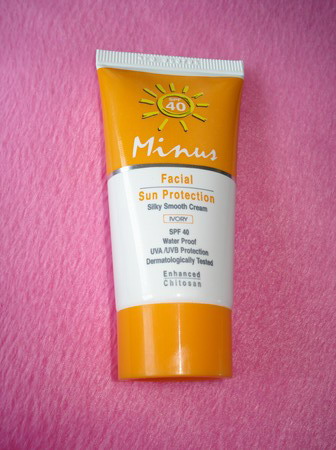 SPF
40
Minus
Facial
Sun Protection
Silky Smooth Cream
IVORY
SPF 40
Water Proof
UVA /UVB Protection
Dermatologically Tested
Enhanced
Chitosan